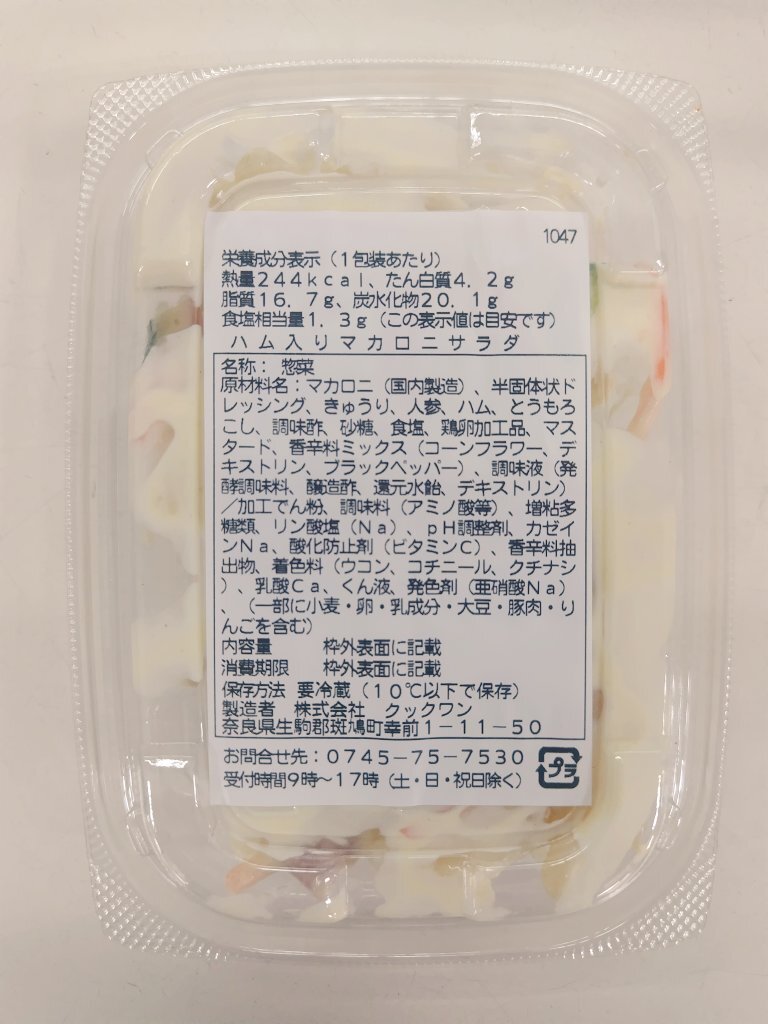 1047
栄養成分表示(1包装あたり)
熱量244kcal、たん白質4.2g
脂質16.7g、炭水化物20.1g
食塩相当量1.3g(この表示値は目安です)
ハム入りマカロニサラダ
名称: 惣菜
原材料名:マカロニ(国内製造)、半固体状ド
レッシング、きゅうり、人参、ハム、とうもろ
こし、調味酢、砂糖、食塩、鶏卵加工品、マス
タード、香辛料ミックス(コーンフラワー、デ
キストリン、ブラックペッパー)、調味液(発
酵調味料、醸造酢、還元水飴、デキストリン)
/加工でん粉、調味料(アミノ酸等)、増粘多
糖類、リン酸塩(Na)、pH調整剤、カゼイ
ンNa、酸化防止剤(ビタミンC)、香辛料抽
出物、着色料(ウコン、コチニール、クチナシ
)、乳酸Ca、くん液、発色剤(亜硝酸Na)
、(一部に小麦・卵・乳成分・大豆・豚肉・り
んごを含む)
内容量 枠外表面に記載
消費期限 枠外表面に記載
保存方法 要冷蔵(10℃以下で保存)
製造者 株式会社 クックワン
奈良県生駒郡斑鳩町幸前1-11-50
お問合せ先:0745-75-7530
プラ
受付時間9時~17時(土・日・祝日除く)